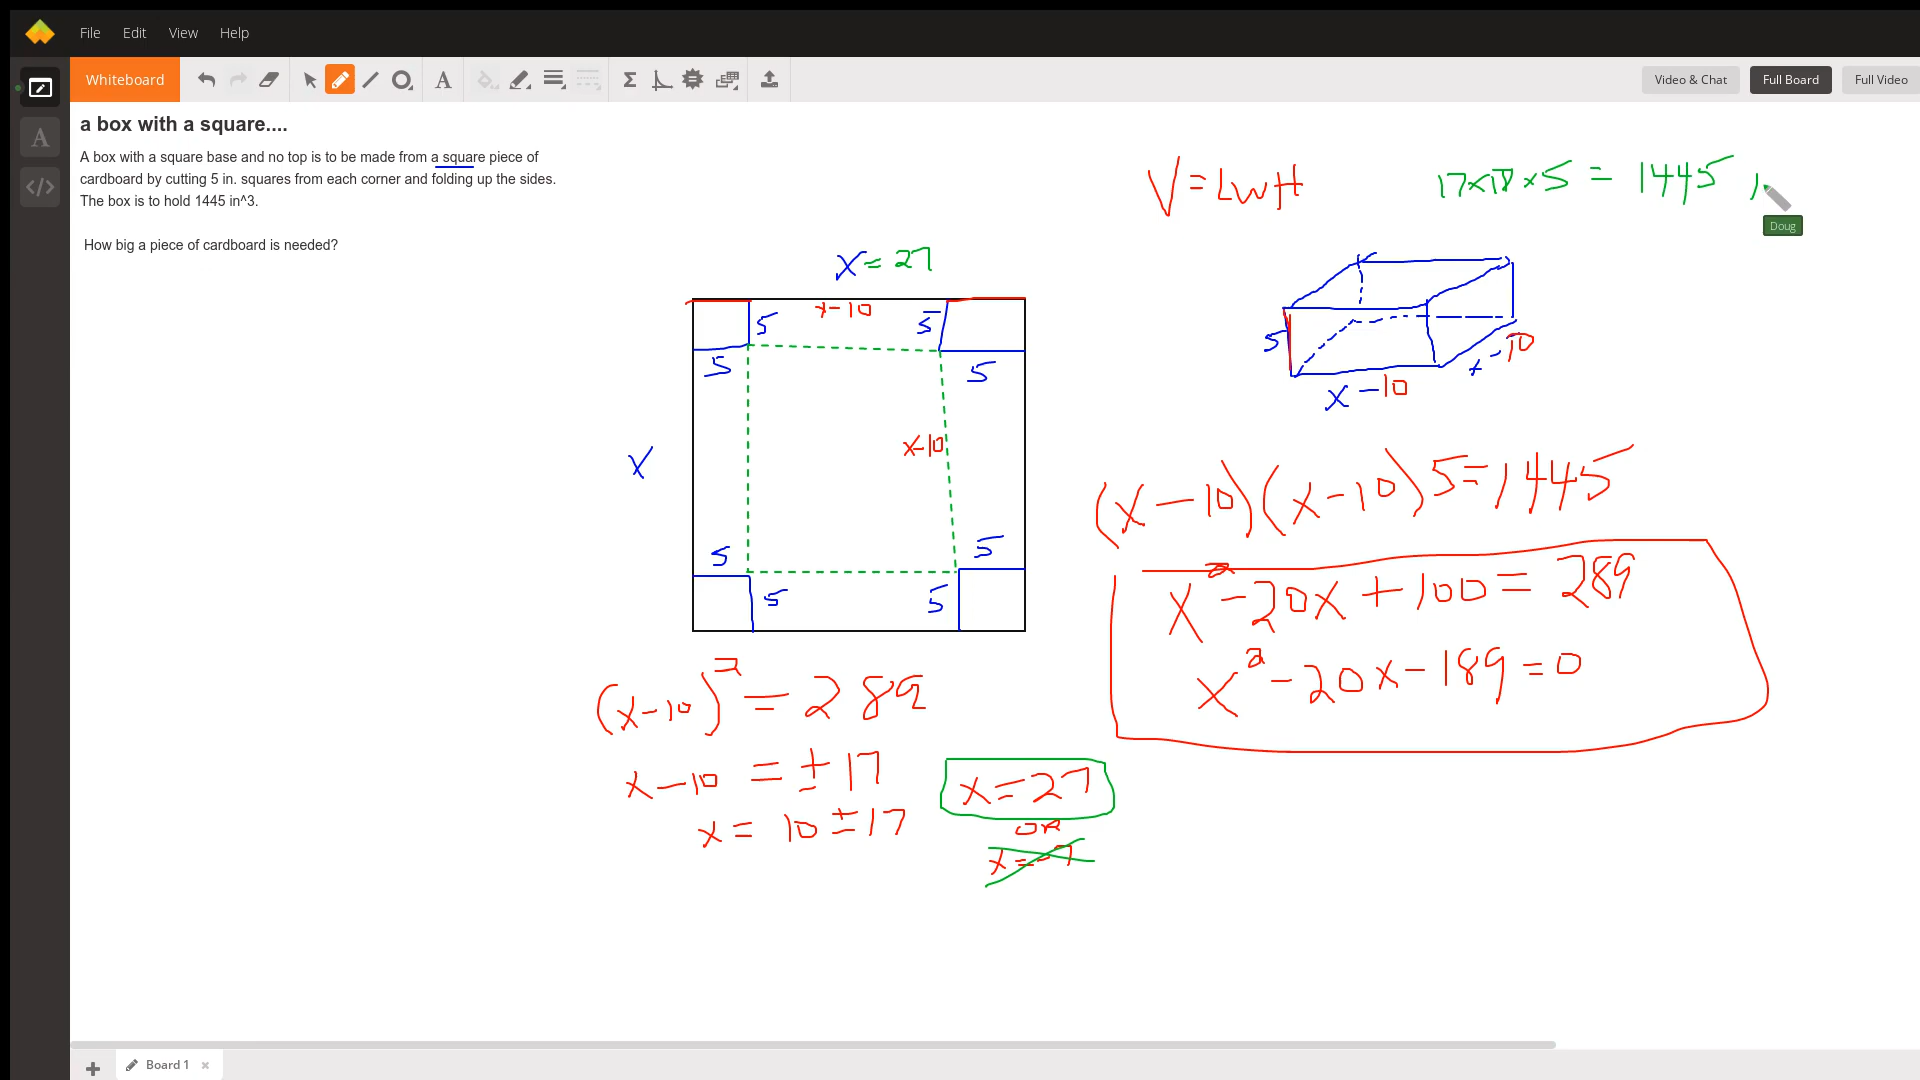 File Edit View Help
Whiteboard
Video & Chat Full Board Full Video
a box with a square....
A box with a square base and no top is to be made from a square piece of
cardboard by cutting 5 in. squares from each corner and folding up the sides.
The box is to hold 1445 in^3.
How big a piece of cardboard is needed?
V = LWH
17 × 18 × 5 = 1445
Doug
x = 27
x-10
5 5
5 5
x-10
x
5 5
5 5
5
x - 10
x - 10
(x - 10)(x - 10) 5 = 1445
x² - 20x + 100 = 289
x² - 20x - 189 = 0
(x-10)² = 289
x - 10 = ± 17
x = 10 ± 17
x = 27
OR
x = -7
Board 1